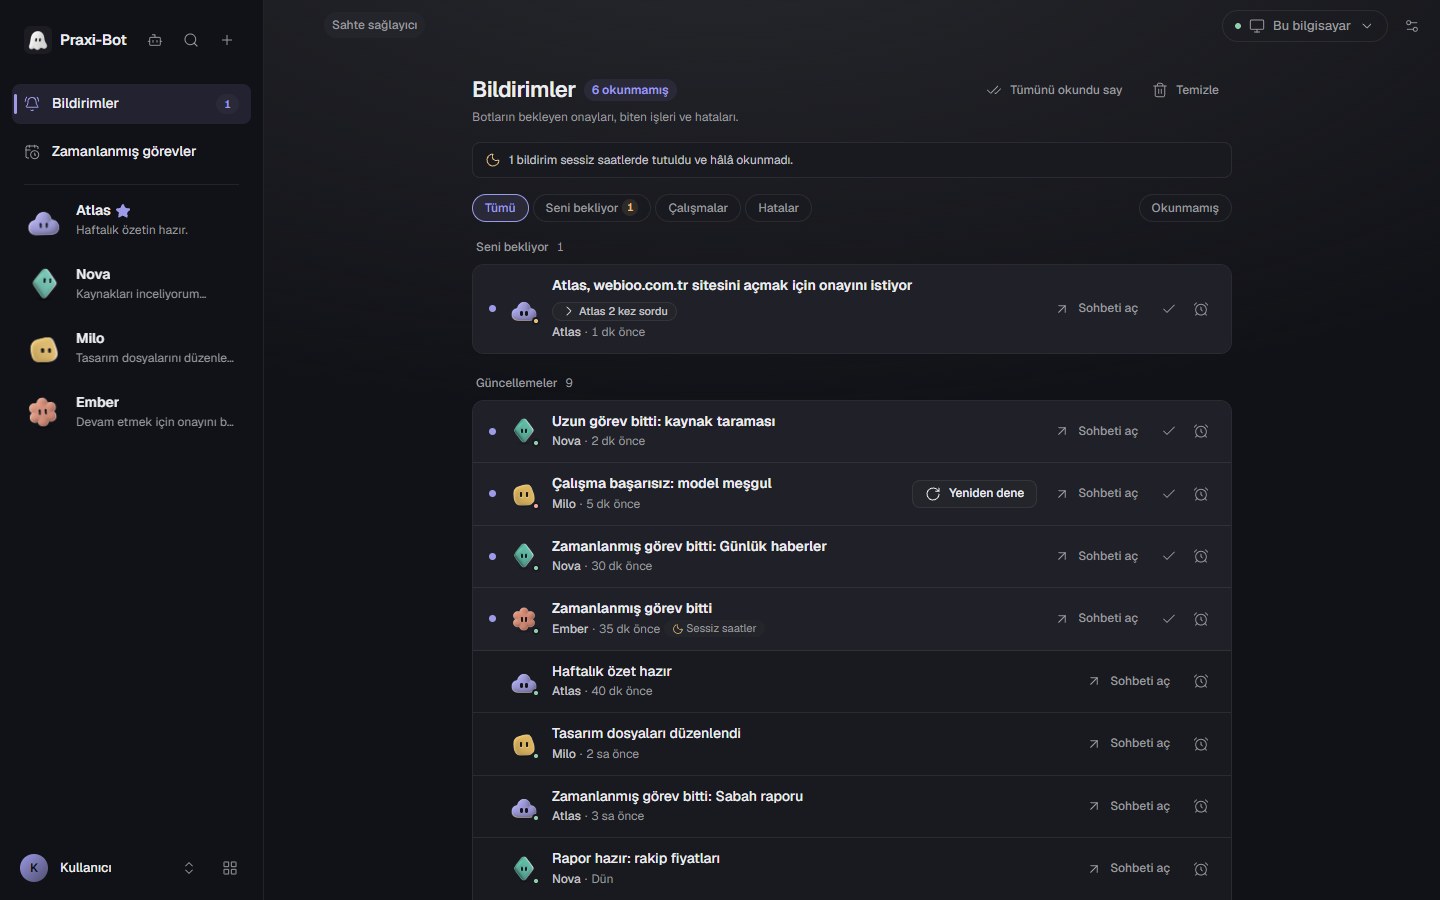 Praxi-Bot
Bildirimler 1
Zamanlanmış görevler
Atlas
Haftalık özetin hazır.
Nova
Kaynakları inceliyorum...
Milo
Tasarım dosyalarını düzenle...
Ember
Devam etmek için onayını b...
K Kullanıcı
Sahte sağlayıcı
Bu bilgisayar
Bildirimler 6 okunmamış
Tümünü okundu say Temizle
Botların bekleyen onayları, biten işleri ve hataları.
1 bildirim sessiz saatlerde tutuldu ve hâlâ okunmadı.
Tümü Seni bekliyor 1 Çalışmalar Hatalar Okunmamış
Seni bekliyor 1
Atlas, webioo.com.tr sitesini açmak için onayını istiyor
Atlas 2 kez sordu
Atlas · 1 dk önce
Sohbeti aç
Güncellemeler 9
Uzun görev bitti: kaynak taraması
Nova · 2 dk önce
Sohbeti aç
Çalışma başarısız: model meşgul
Milo · 5 dk önce
Yeniden dene Sohbeti aç
Zamanlanmış görev bitti: Günlük haberler
Nova · 30 dk önce
Sohbeti aç
Zamanlanmış görev bitti
Ember · 35 dk önce Sessiz saatler
Sohbeti aç
Haftalık özet hazır
Atlas · 40 dk önce
Sohbeti aç
Tasarım dosyaları düzenlendi
Milo · 2 sa önce
Sohbeti aç
Zamanlanmış görev bitti: Sabah raporu
Atlas · 3 sa önce
Sohbeti aç
Rapor hazır: rakip fiyatları
Nova · Dün
Sohbeti aç